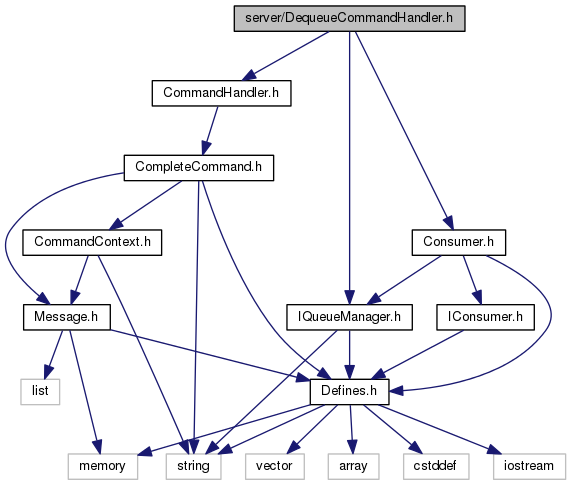 server/DequeueCommandHandler.h
CommandHandler.h
CompleteCommand.h
CommandContext.h
Consumer.h
Message.h
IQueueManager.h
IConsumer.h
list
Defines.h
memory
string
vector
array
cstddef
iostream